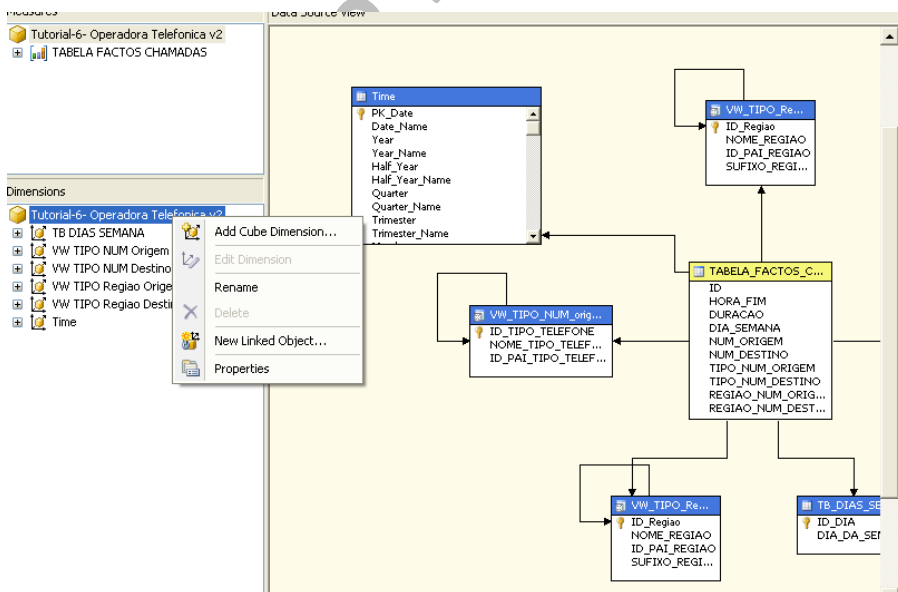 Measures
Tutorial-6- Operadora Telefonica v2
TABELA FACTOS CHAMADAS
Dimensions
Tutorial-6- Operadora Telefonica v2
TB DIAS SEMANA
VW TIPO NUM Origem
VW TIPO NUM Destino
VW TIPO Regiao Orige
VW TIPO Regiao Desti
Time
Add Cube Dimension...
Edit Dimension
Rename
Delete
New Linked Object...
Properties
Data Source View
Time
PK_Date
Date_Name
Year
Year_Name
Half_Year
Half_Year_Name
Quarter
Quarter_Name
Trimester
Trimester_Name
VW_TIPO_Re...
ID_Regiao
NOME_REGIAO
ID_PAI_REGIAO
SUFIXO_REGI...
VW_TIPO_NUM_orig...
ID_TIPO_TELEFONE
NOME_TIPO_TELEF...
ID_PAI_TIPO_TELEF...
TABELA_FACTOS_C...
ID
HORA_FIM
DURACAO
DIA_SEMANA
NUM_ORIGEM
NUM_DESTINO
TIPO_NUM_ORIGEM
TIPO_NUM_DESTINO
REGIAO_NUM_ORIG...
REGIAO_NUM_DEST...
VW_TIPO_Re...
ID_Regiao
NOME_REGIAO
ID_PAI_REGIAO
SUFIXO_REGI...
TB_DIAS_SE
ID_DIA
DIA_DA_SEM